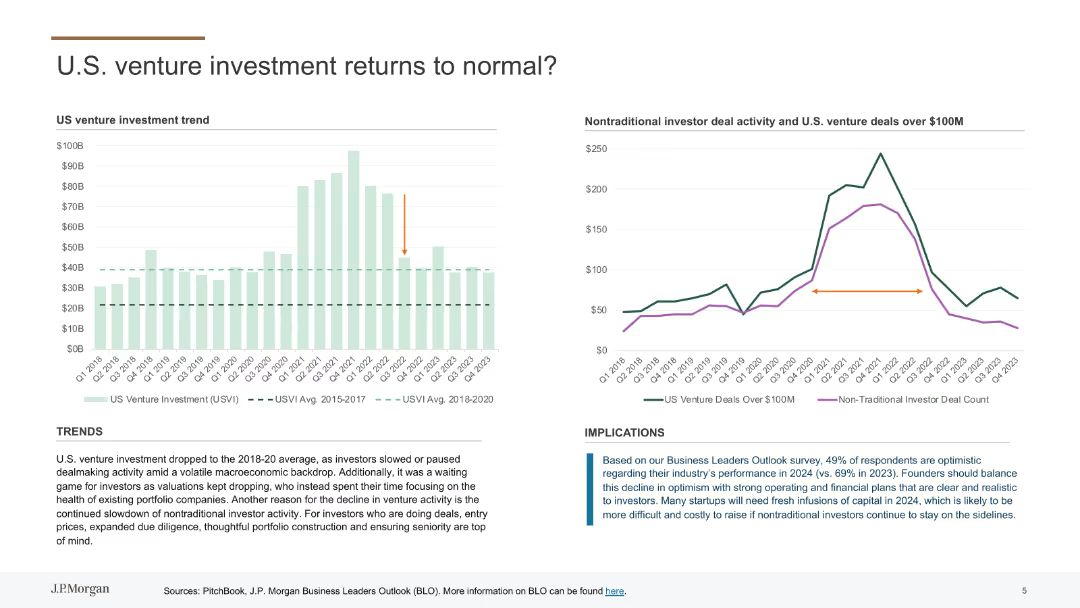 U.S. venture investment returns to normal?
US venture investment trend
$100B
$90B
$80B
$70B
$60B
$50B
$40B
$30B
$20B
$10B
$0B
Q1 2018
Q2 2018
Q3 2018
Q4 2018
Q1 2019
Q2 2019
Q3 2019
Q4 2019
Q1 2020
Q2 2020
Q3 2020
Q4 2020
Q1 2021
Q2 2021
Q3 2021
Q4 2021
Q1 2022
Q2 2022
Q3 2022
Q4 2022
Q1 2023
Q2 2023
Q3 2023
Q4 2023
US Venture Investment (USVI)
USVI Avg. 2015-2017
USVI Avg. 2018-2020
Nontraditional investor deal activity and U.S. venture deals over $100M
$250
$200
$150
$100
$50
$0
Q1 2018
Q2 2018
Q3 2018
Q4 2018
Q1 2019
Q2 2019
Q3 2019
Q4 2019
Q1 2020
Q2 2020
Q3 2020
Q4 2020
Q1 2021
Q2 2021
Q3 2021
Q4 2021
Q1 2022
Q2 2022
Q3 2022
Q4 2022
Q1 2023
Q2 2023
Q3 2023
Q4 2023
US Venture Deals Over $100M
Non-Traditional Investor Deal Count
TRENDS
U.S. venture investment dropped to the 2018-20 average, as investors slowed or paused
dealmaking activity amid a volatile macroeconomic backdrop. Additionally, it was a waiting
game for investors as valuations kept dropping, who instead spent their time focusing on the
health of existing portfolio companies. Another reason for the decline in venture activity is the
continued slowdown of nontraditional investor activity. For investors who are doing deals, entry
prices, expanded due diligence, thoughtful portfolio construction and ensuring seniority are top
of mind.
IMPLICATIONS
Based on our Business Leaders Outlook survey, 49% of respondents are optimistic
regarding their industry's performance in 2024 (vs. 69% in 2023). Founders should balance
this decline in optimism with strong operating and financial plans that are clear and realistic
to investors. Many startups will need fresh infusions of capital in 2024, which is likely to be
more difficult and costly to raise if nontraditional investors continue to stay on the sidelines.
J.P.Morgan
Sources: PitchBook, J.P. Morgan Business Leaders Outlook (BLO). More information on BLO can be found here.
5